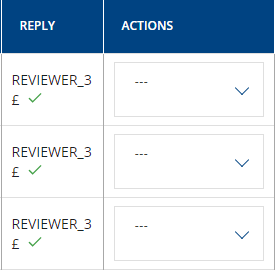 REPLY ACTIONS
REVIEWER_3 ---
£
REVIEWER_3 ---
£
REVIEWER_3 ---
£